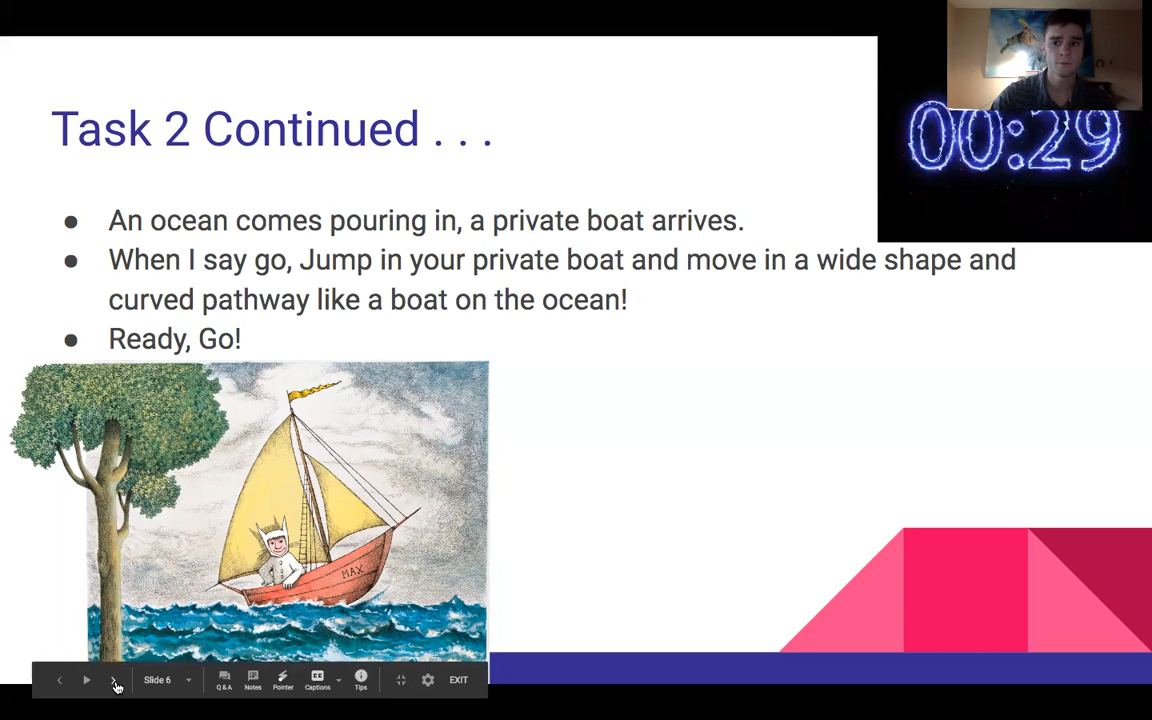 Task 2 Continued . . .
00:29
● An ocean comes pouring in, a private boat arrives.
● When I say go, Jump in your private boat and move in a wide shape and
curved pathway like a boat on the ocean!
● Ready, Go!
MAX
Slide 6
Q & A
Notes
Pointer
Captions
Tips
EXIT